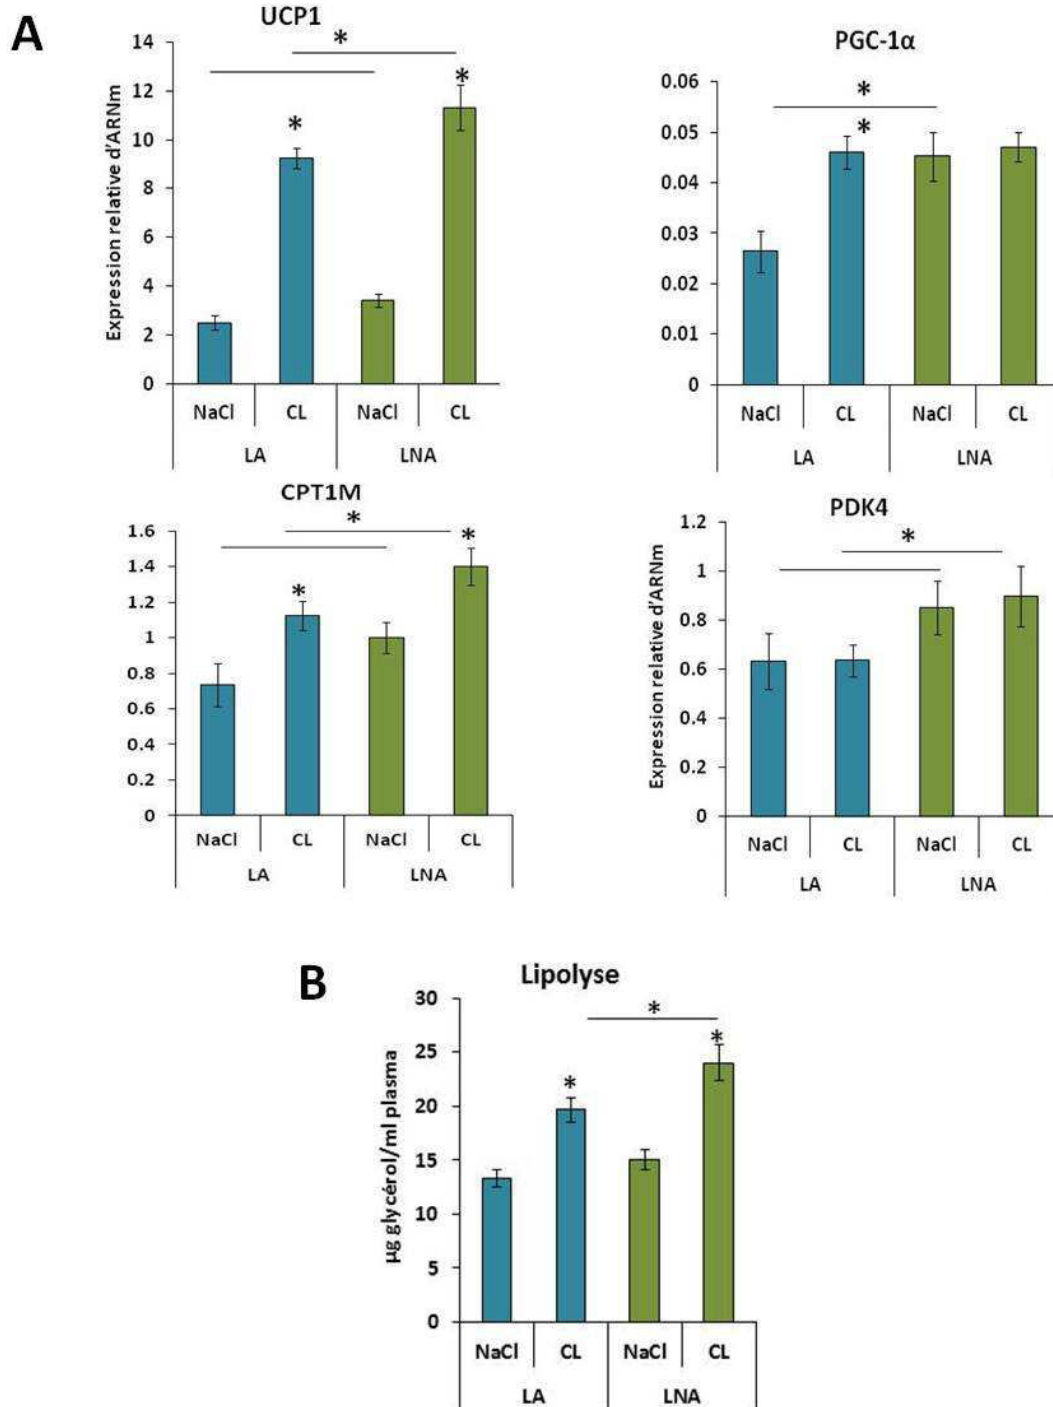 A
UCP1
*
*
*
14
12
10
8
6
4
2
0
Expression relative d'ARNm
NaCl CL NaCl CL
LA LNA
PGC-1α
*
*
0.06
0.05
0.04
0.03
0.02
0.01
0
NaCl CL NaCl CL
LA LNA
CPT1M
*
*
*
1.6
1.4
1.2
1
0.8
0.6
0.4
0.2
0
NaCl CL NaCl CL
LA LNA
PDK4
*
1.2
1
0.8
0.6
0.4
0.2
0
Expression relative d'ARNm
NaCl CL NaCl CL
LA LNA
B
Lipolyse
*
*
*
30
25
20
15
10
5
0
µg glycérol/ml plasma
NaCl CL NaCl CL
LA LNA